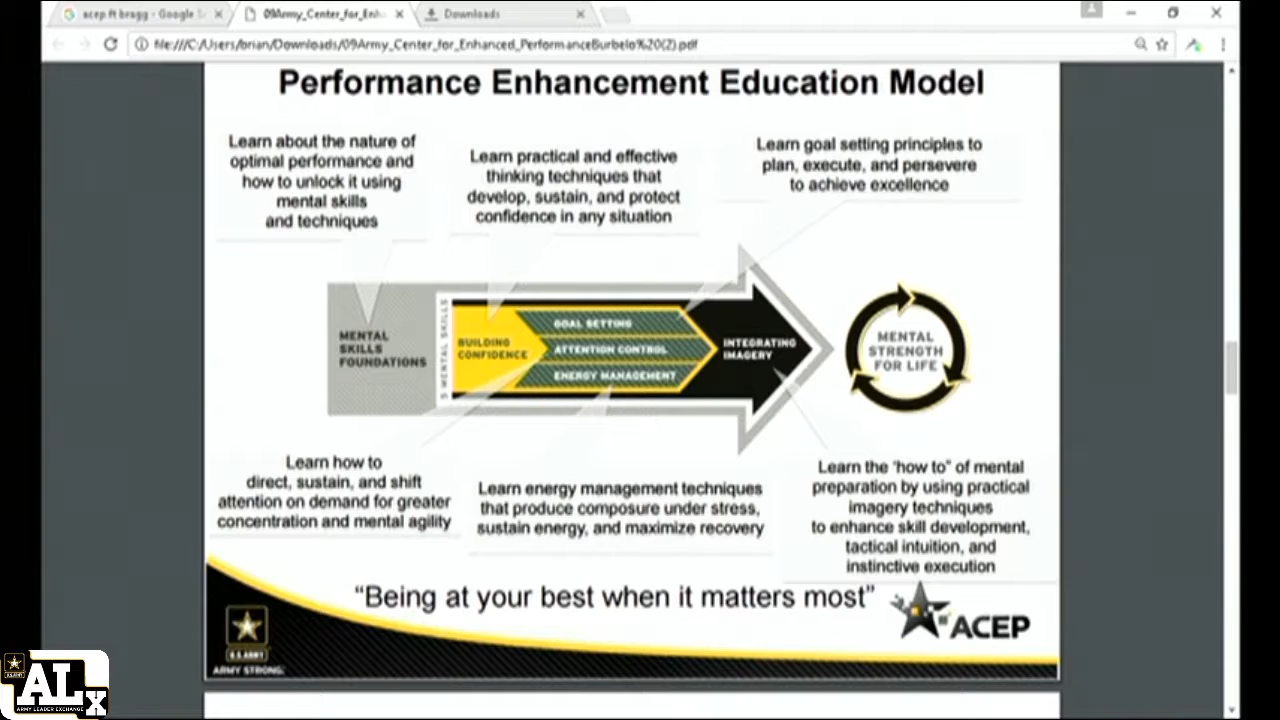 acep ft bragg - Google S
09Army_Center_for_Enh
Downloads
file:///C:/Users/brian/Downloads/09Army_Center_for_Enhanced_PerformanceBurbelo%20(2).pdf
Performance Enhancement Education Model
Learn about the nature of
optimal performance and
how to unlock it using
mental skills
and techniques
Learn practical and effective
thinking techniques that
develop, sustain, and protect
confidence in any situation
Learn goal setting principles to
plan, execute, and persevere
to achieve excellence
MENTAL
SKILLS
FOUNDATIONS
5 MENTAL SKILLS
BUILDING
CONFIDENCE
GOAL SETTING
ATTENTION CONTROL
ENERGY MANAGEMENT
INTEGRATING
IMAGERY
MENTAL
STRENGTH
FOR LIFE
Learn how to
direct, sustain, and shift
attention on demand for greater
concentration and mental agility
Learn energy management techniques
that produce composure under stress,
sustain energy, and maximize recovery
Learn the 'how to" of mental
preparation by using practical
imagery techniques
to enhance skill development,
tactical intuition, and
instinctive execution
“Being at your best when it matters most”
U.S.ARMY
ARMY STRONG:
ACEP
U.S.ARMY
ALx
ARMY LEADER EXCHANGE